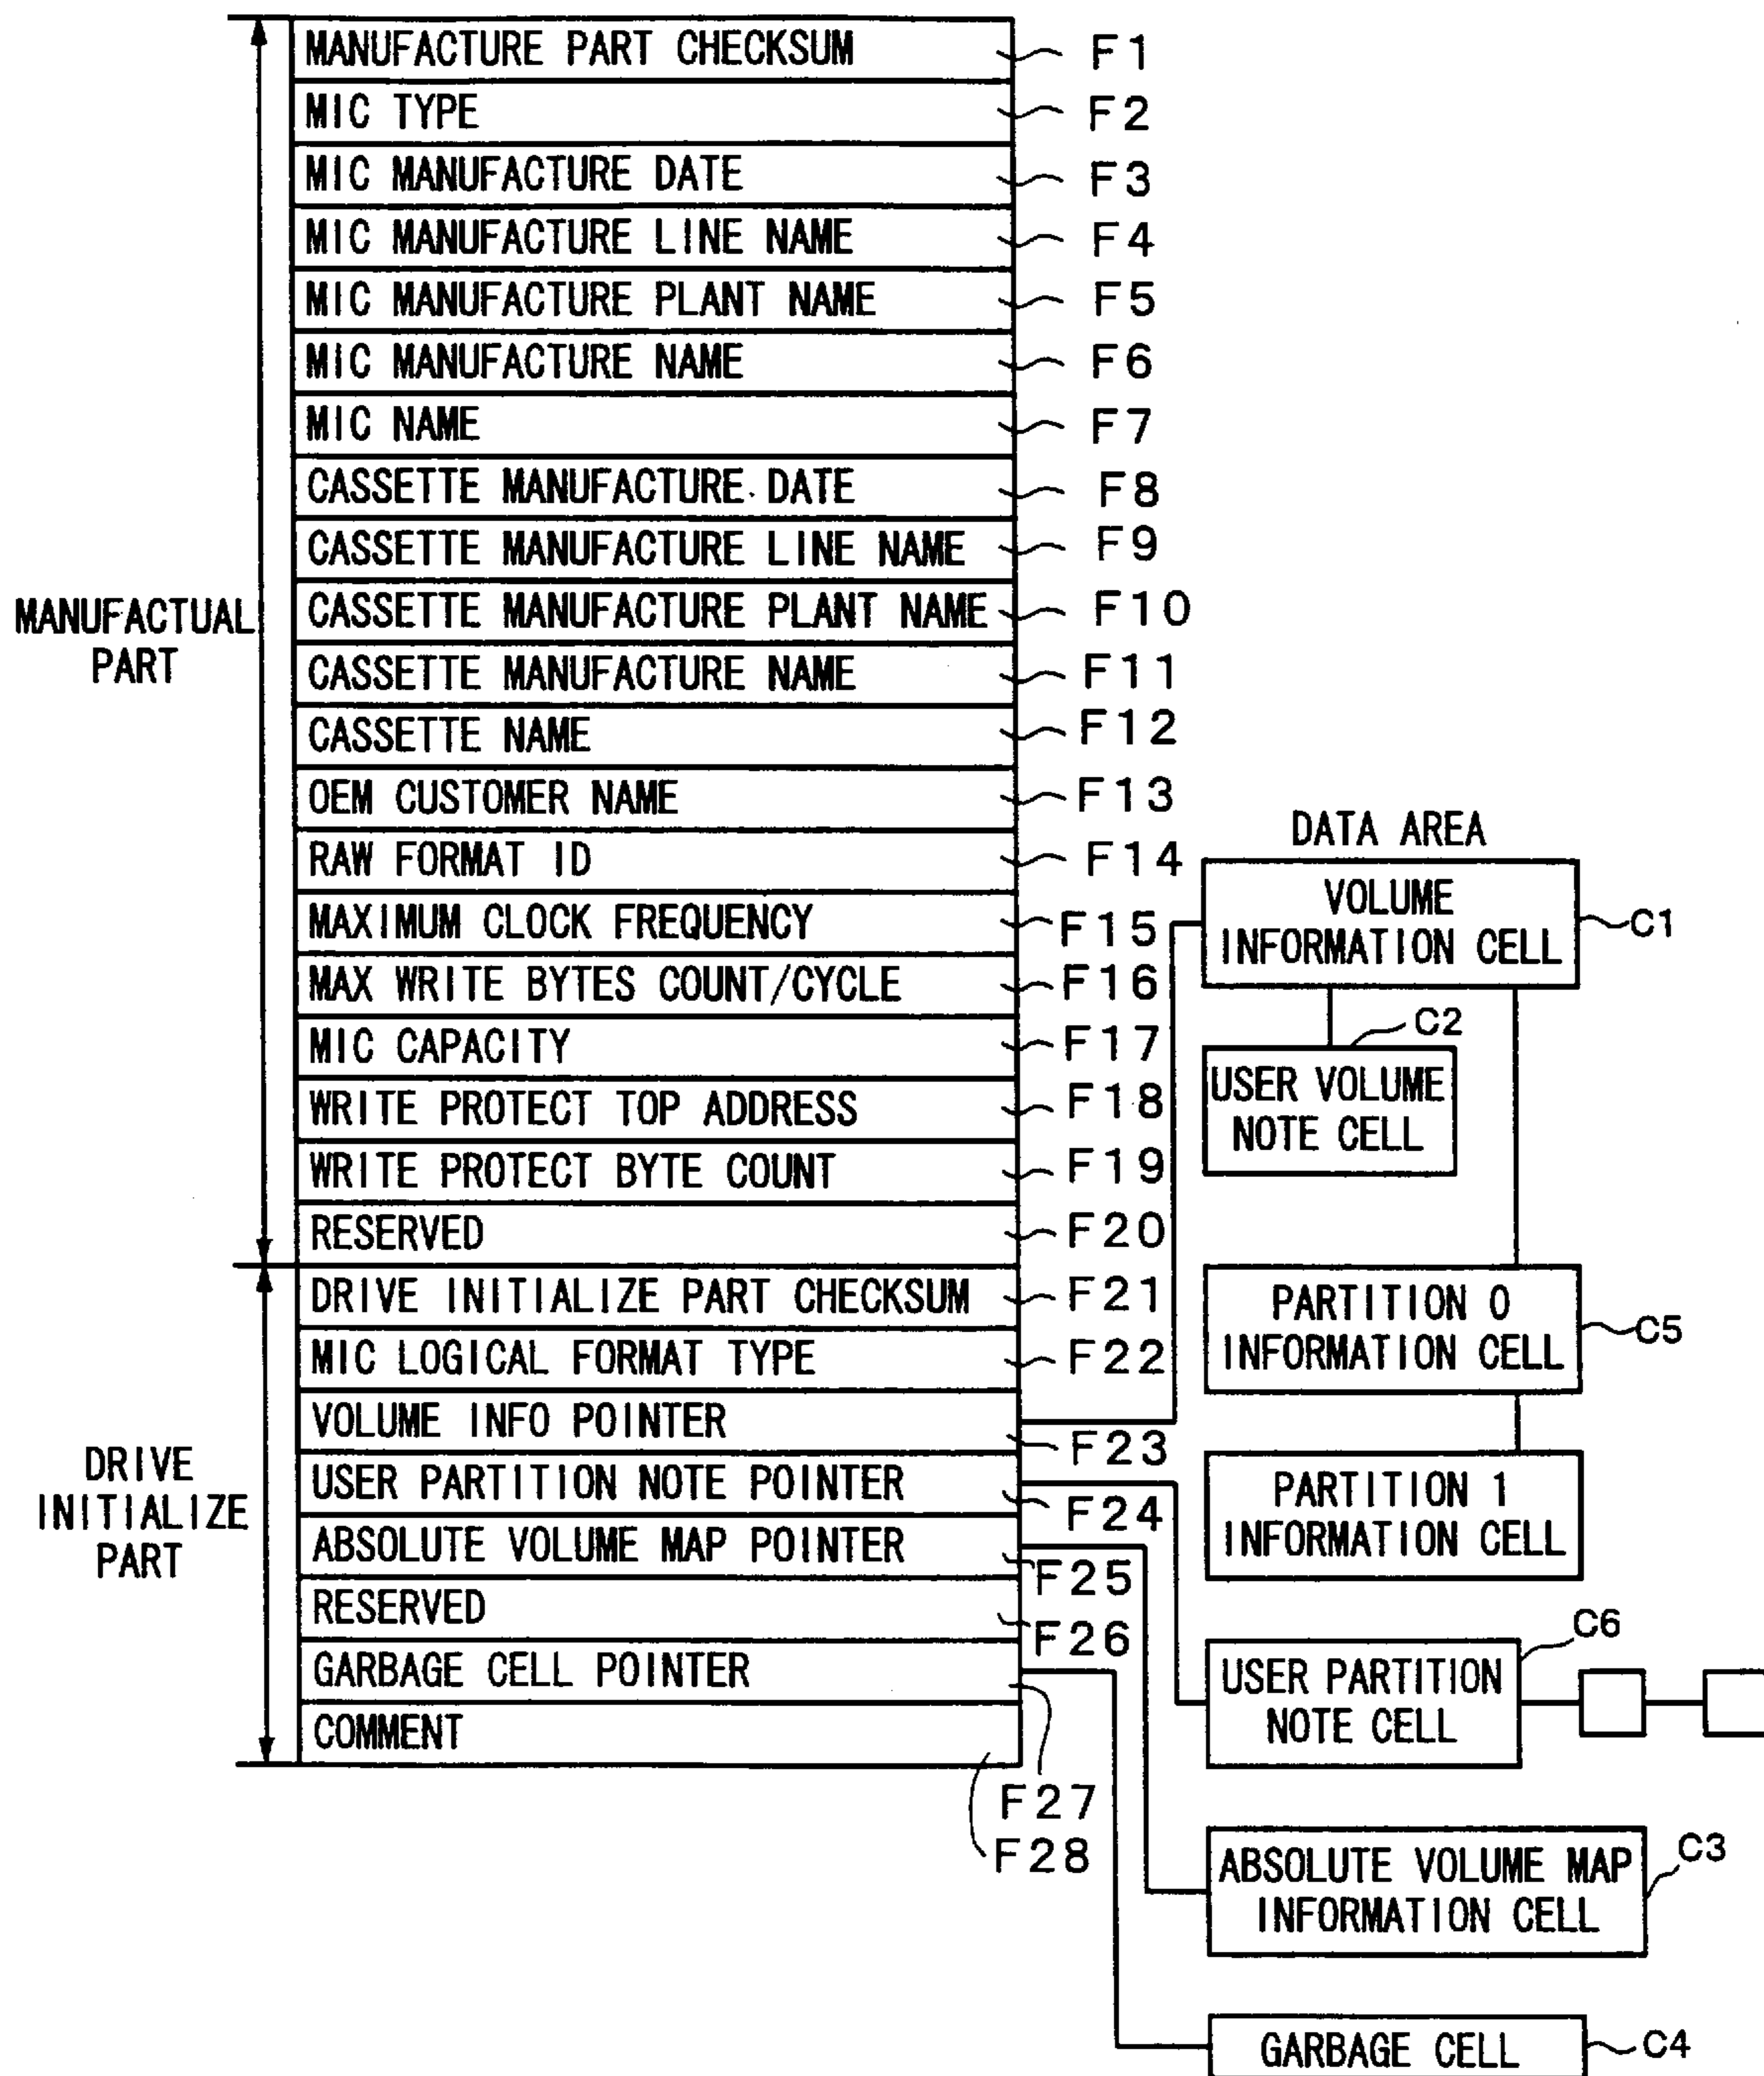 MANUFACTUAL
PART
MANUFACTURE PART CHECKSUM F1
MIC TYPE F2
MIC MANUFACTURE DATE F3
MIC MANUFACTURE LINE NAME F4
MIC MANUFACTURE PLANT NAME F5
MIC MANUFACTURE NAME F6
MIC NAME F7
CASSETTE MANUFACTURE DATE F8
CASSETTE MANUFACTURE LINE NAME F9
CASSETTE MANUFACTURE PLANT NAME F10
CASSETTE MANUFACTURE NAME F11
CASSETTE NAME F12
OEM CUSTOMER NAME F13
RAW FORMAT ID F14
MAXIMUM CLOCK FREQUENCY F15
MAX WRITE BYTES COUNT/CYCLE F16
MIC CAPACITY F17
WRITE PROTECT TOP ADDRESS F18
WRITE PROTECT BYTE COUNT F19
RESERVED F20
DRIVE
INITIALIZE
PART
DRIVE INITIALIZE PART CHECKSUM F21
MIC LOGICAL FORMAT TYPE F22
VOLUME INFO POINTER F23
USER PARTITION NOTE POINTER F24
ABSOLUTE VOLUME MAP POINTER F25
RESERVED F26
GARBAGE CELL POINTER F27
COMMENT F28
DATA AREA
VOLUME
INFORMATION CELL C1
C2
USER VOLUME
NOTE CELL
PARTITION 0
INFORMATION CELL C5
PARTITION 1
INFORMATION CELL
C6
USER PARTITION
NOTE CELL
ABSOLUTE VOLUME MAP
INFORMATION CELL C3
GARBAGE CELL C4